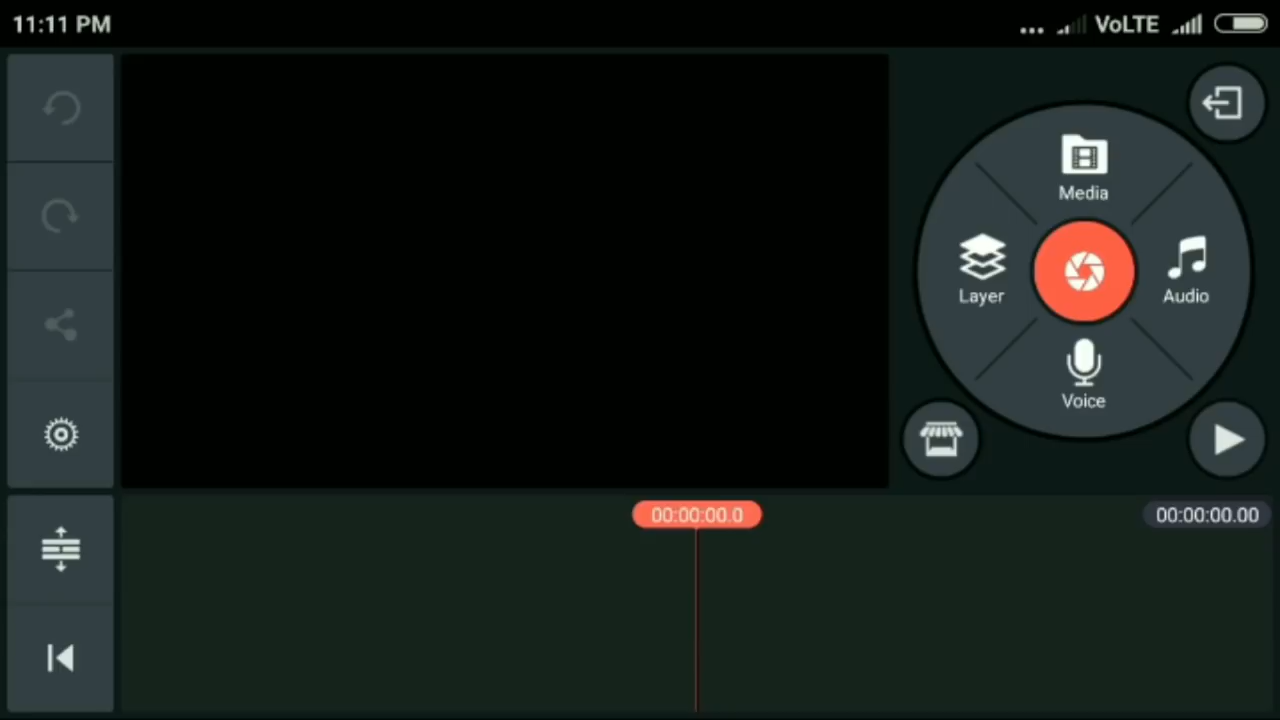 11:11 PM
... VoLTE
Media
Layer
Audio
Voice
00:00:00.0
00:00:00.00